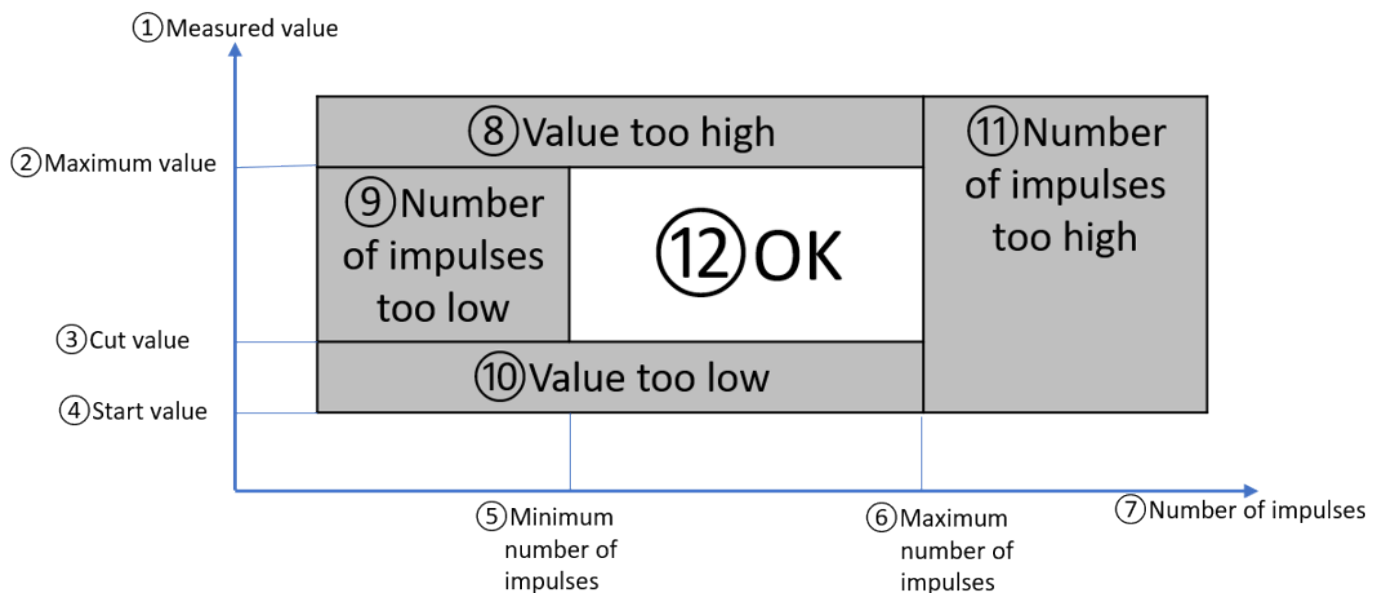 ①Measured value
⑧Value too high
⑪Number
of impulses
too high
②Maximum value
⑨Number
of impulses
too low
⑫OK
③Cut value
⑩Value too low
④Start value
⑤Minimum
number of
impulses
⑥Maximum
number of
impulses
⑦Number of impulses